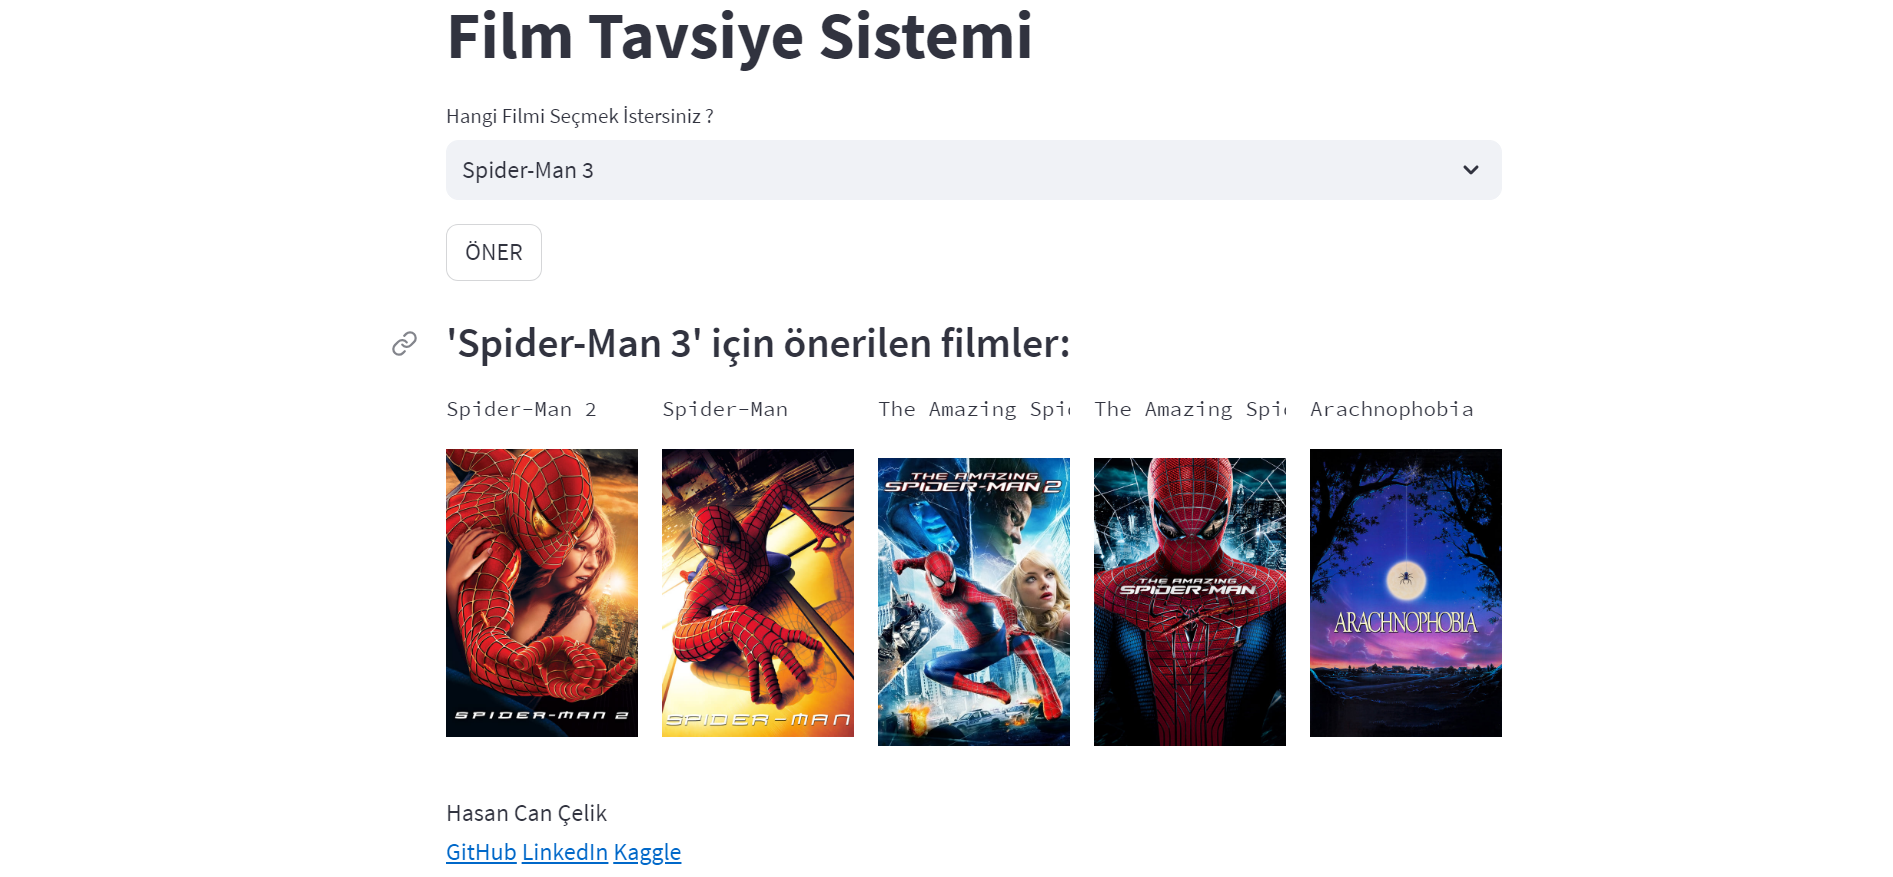 Film Tavsiye Sistemi
Hangi Filmi Seçmek İstersiniz ?
Spider-Man 3
ÖNER
'Spider-Man 3' için önerilen filmler:
Spider-Man 2
Spider-Man
The Amazing Spi
The Amazing Spi
Arachnophobia
SPIDER-MAN 2
SPIDER-MAN
THE AMAZING
SPIDER-MAN 2
THE AMAZING
SPIDER-MAN
ARACHNOPHOBIA
Hasan Can Çelik
GitHub LinkedIn Kaggle